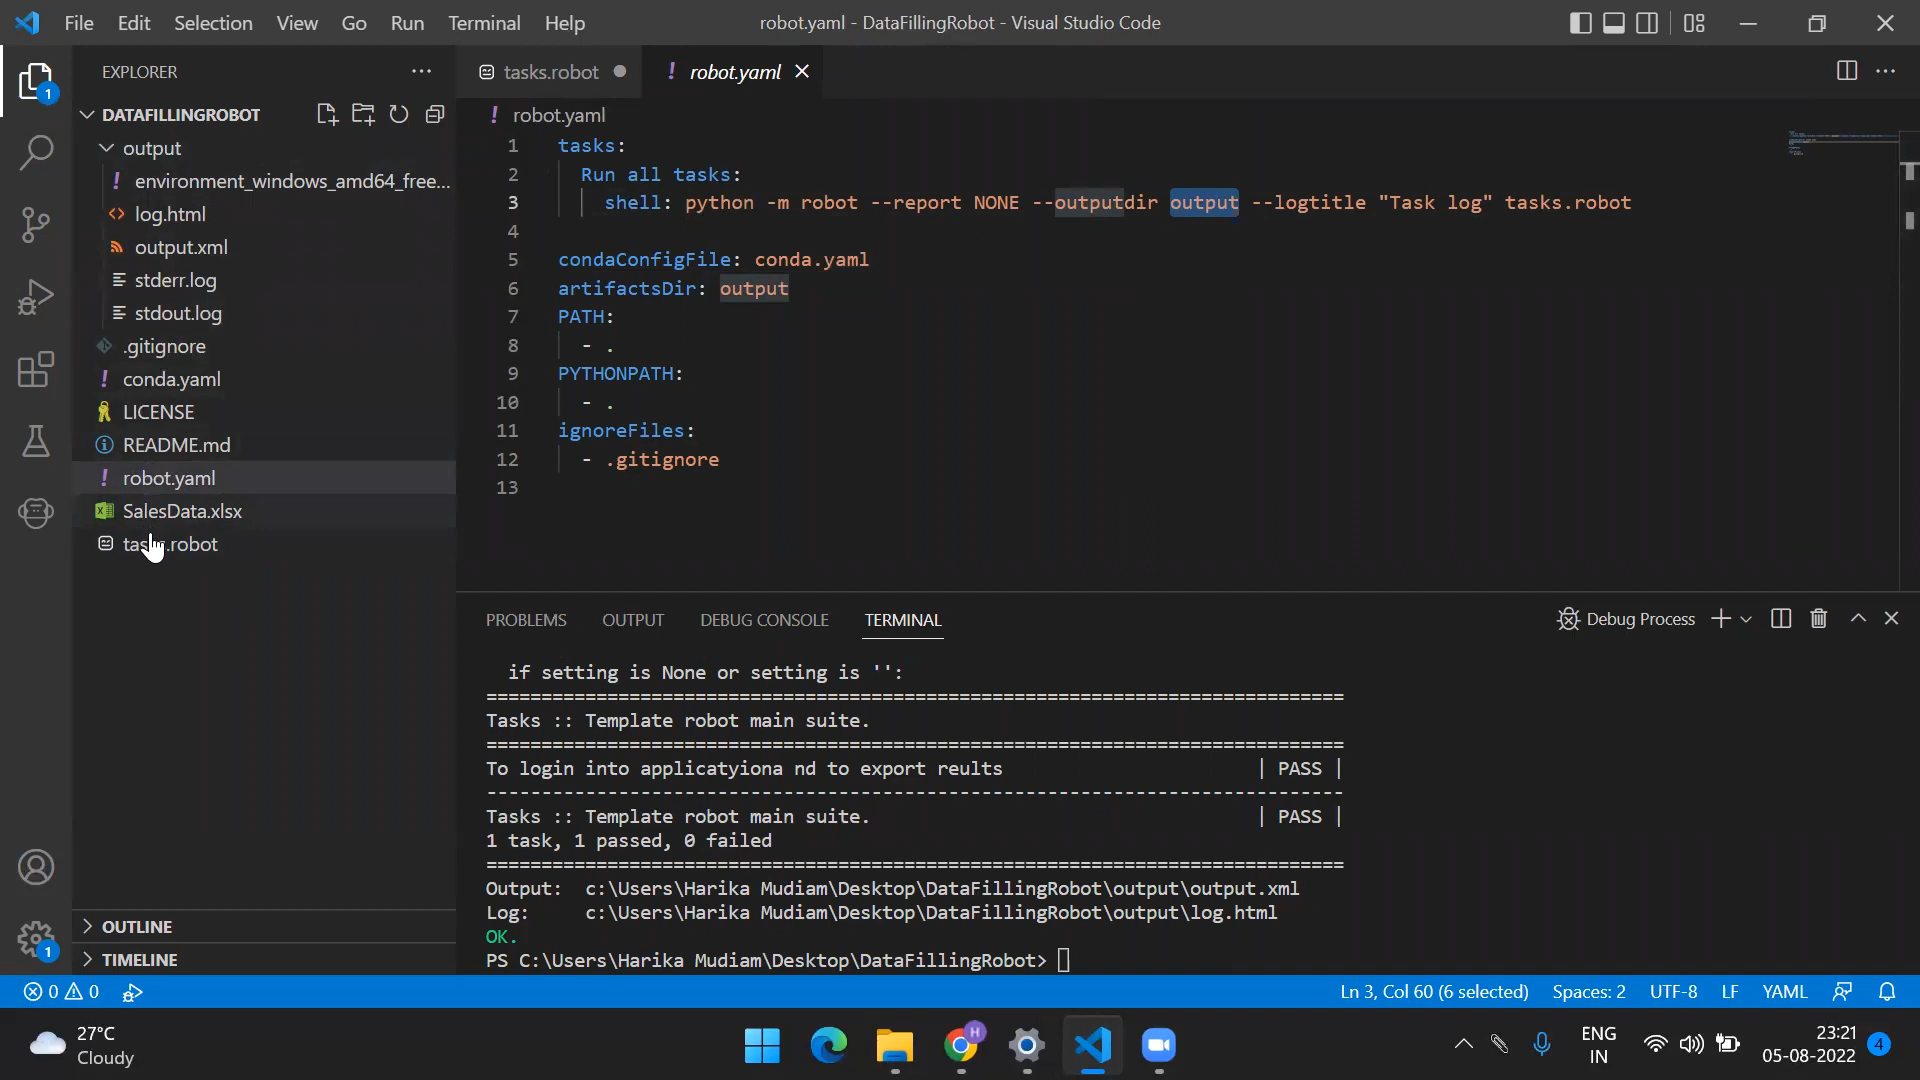 File Edit Selection View Go Run Terminal Help
robot.yaml - DataFillingRobot - Visual Studio Code
EXPLORER
1
DATAFILLINGROBOT
output
environment_windows_amd64_free...
log.html
output.xml
stderr.log
stdout.log
.gitignore
conda.yaml
LICENSE
README.md
robot.yaml
SalesData.xlsx
.robot
OUTLINE
TIMELINE
1
tasks.robot
! robot.yaml
! robot.yaml
1 tasks:
2 Run all tasks:
3 shell: python -m robot --report NONE --outputdir output --logtitle "Task log" tasks.robot
4
5 condaConfigFile: conda.yaml
6 artifactsDir: output
7 PATH:
8 - .
9 PYTHONPATH:
10 - .
11 ignoreFiles:
12 - .gitignore
13
PROBLEMS OUTPUT DEBUG CONSOLE TERMINAL
Debug Process
if setting is None or setting is '':
==============================================================================
Tasks :: Template robot main suite.
==============================================================================
To login into applicatyiona nd to export reults | PASS |
------------------------------------------------------------------------------
Tasks :: Template robot main suite. | PASS |
1 task, 1 passed, 0 failed
==============================================================================
Output: c:\Users\Harika Mudiam\Desktop\DataFillingRobot\output\output.xml
Log: c:\Users\Harika Mudiam\Desktop\DataFillingRobot\output\log.html
OK.
PS C:\Users\Harika Mudiam\Desktop\DataFillingRobot>
0 0
Ln 3, Col 60 (6 selected) Spaces: 2 UTF-8 LF YAML
27°C
Cloudy
H
ENG
IN
23:21
05-08-2022
4